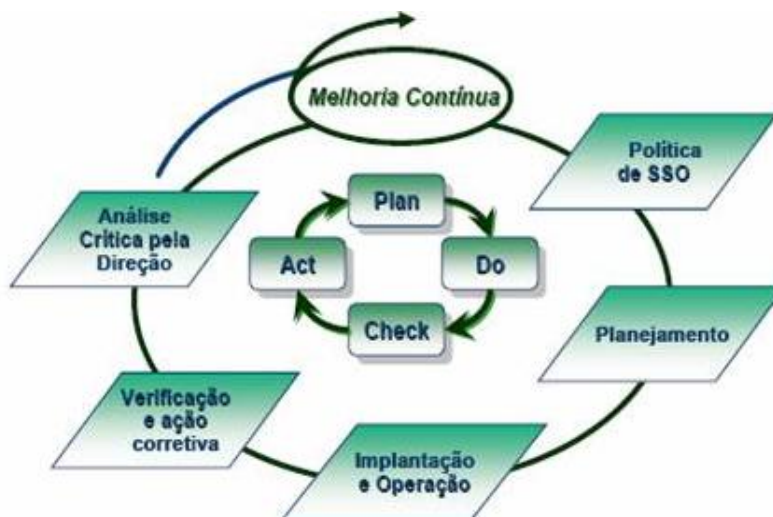 Melhoria Contínua
Política
de SSO
Planejamento
Implantação
e Operação
Verificação
e ação
corretiva
Análise
Crítica pela
Direção
Plan
Do
Check
Act